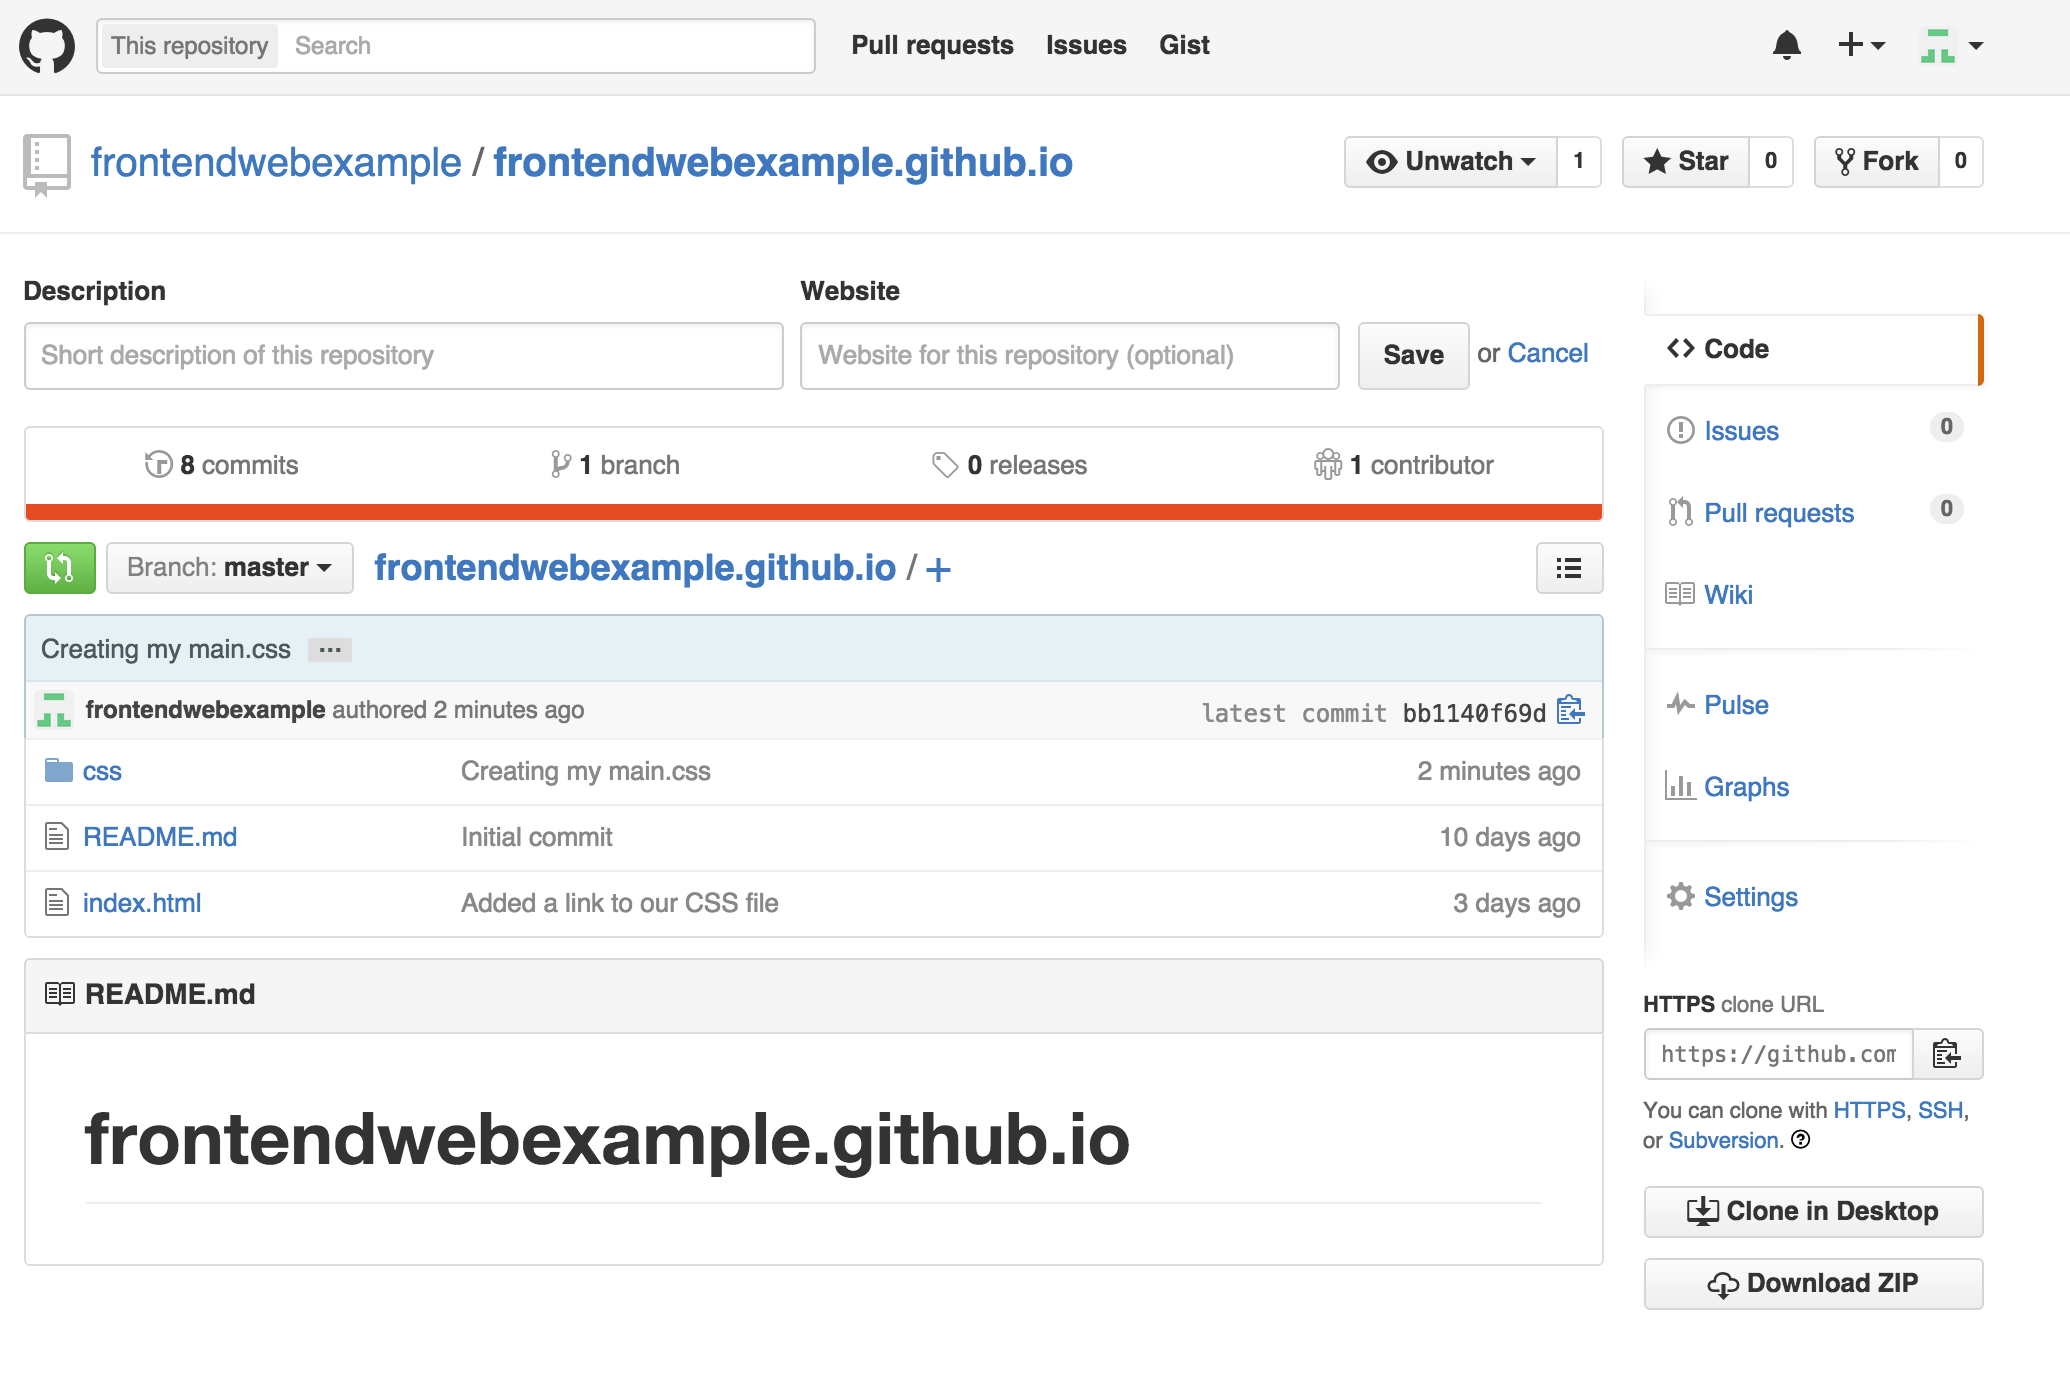 This repository Search Pull requests Issues Gist
frontendwebexample / frontendwebexample.github.io Unwatch 1 Star 0 Fork 0
Description Website
Short description of this repository Website for this repository (optional) Save or Cancel
8 commits 1 branch 0 releases 1 contributor
Branch: master frontendwebexample.github.io / +
Creating my main.css ...
frontendwebexample authored 2 minutes ago latest commit bb1140f69d
css Creating my main.css 2 minutes ago
README.md Initial commit 10 days ago
index.html Added a link to our CSS file 3 days ago
README.md
frontendwebexample.github.io
Code
Issues 0
Pull requests 0
Wiki
Pulse
Graphs
Settings
HTTPS clone URL
https://github.com
You can clone with HTTPS, SSH,
or Subversion.
Clone in Desktop
Download ZIP